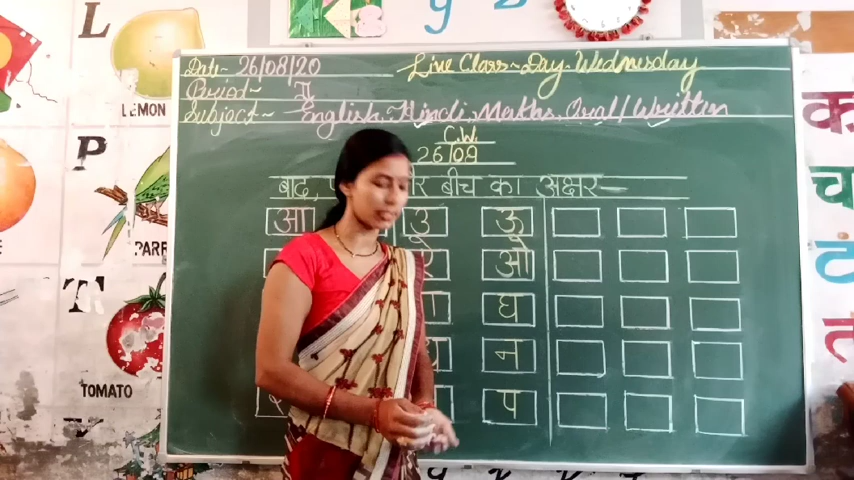 L
LEMON
P
PARR
T
TOMATO
Date- 26/08/20 Live Class- Day- Wednesday
Period- II
Subject- English, Hindi, Maths, Oral/Written
C.W.
26/08
बाद, और बीच का अक्षर-
आ उ ऊ
ओ
घ
न
प
क
च
ट
त